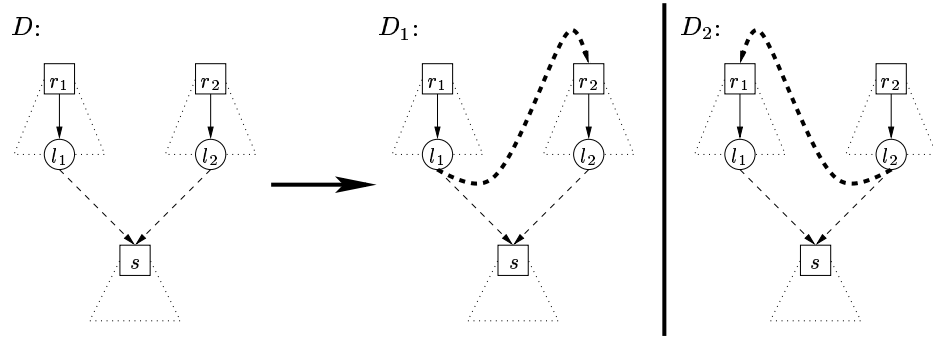 D: D₁: D₂:
r₁ r₂ r₁ r₂ r₁ r₂
l₁ l₂ l₁ l₂ l₁ l₂
s s s